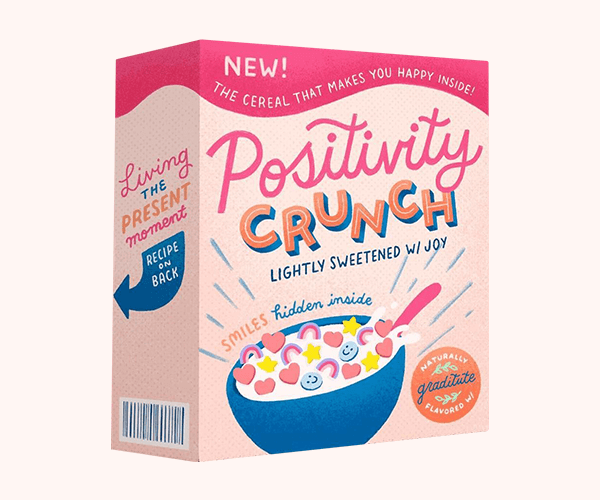 NEW!
THE CEREAL THAT MAKES YOU HAPPY INSIDE!
Positivity
CRUNCH
LIGHTLY SWEETENED W/ JOY
SMILES hidden inside
NATURALLY
graditute
FLAVORED W/
Living
THE
PRESENT
moment
RECIPE
ON
BACK